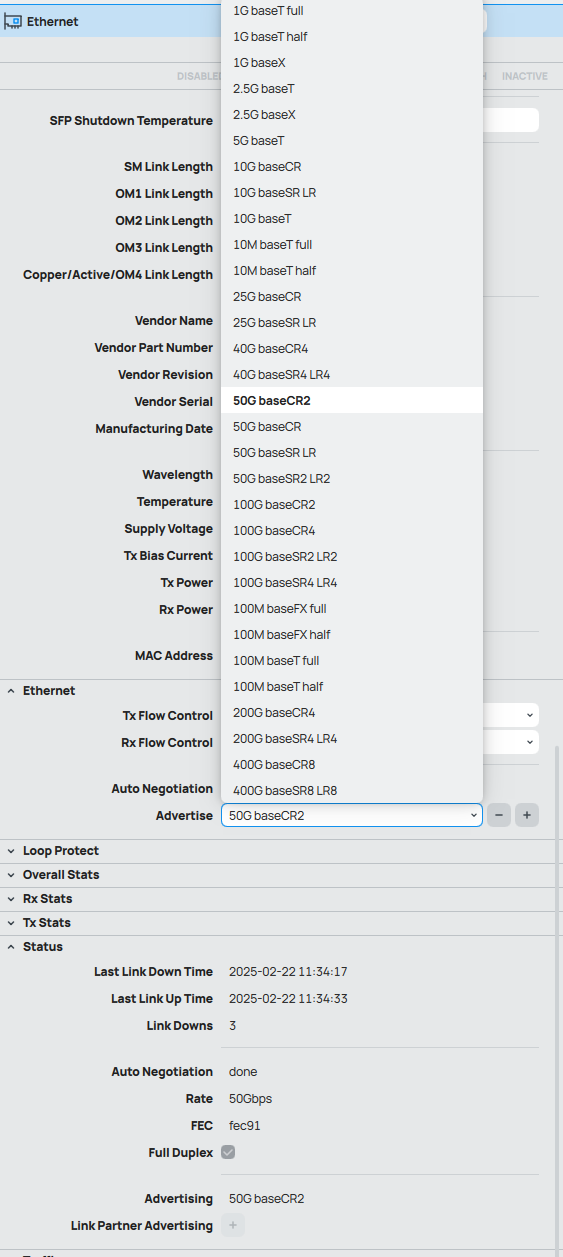 Ethernet
1G baseT full
1G baseT half
1G baseX
DISABLED
H
INACTIVE
2.5G baseT
2.5G baseX
SFP Shutdown Temperature
5G baseT
SM Link Length
10G baseCR
OM1 Link Length
10G baseSR LR
OM2 Link Length
10G baseT
OM3 Link Length
10M baseT full
Copper/Active/OM4 Link Length
10M baseT half
25G baseCR
Vendor Name
25G baseSR LR
Vendor Part Number
40G baseCR4
Vendor Revision
40G baseSR4 LR4
Vendor Serial
50G baseCR2
Manufacturing Date
50G baseCR
50G baseSR LR
Wavelength
50G baseSR2 LR2
Temperature
100G baseCR2
Supply Voltage
100G baseCR4
Tx Bias Current
100G baseSR2 LR2
Tx Power
100G baseSR4 LR4
Rx Power
100M baseFX full
100M baseFX half
MAC Address
100M baseT full
Ethernet
100M baseT half
Tx Flow Control
200G baseCR4
Rx Flow Control
200G baseSR4 LR4
400G baseCR8
Auto Negotiation
400G baseSR8 LR8
Advertise 50G baseCR2 − +
Loop Protect
Overall Stats
Rx Stats
Tx Stats
Status
Last Link Down Time 2025-02-22 11:34:17
Last Link Up Time 2025-02-22 11:34:33
Link Downs 3
Auto Negotiation done
Rate 50Gbps
FEC fec91
Full Duplex
Advertising 50G baseCR2
Link Partner Advertising +